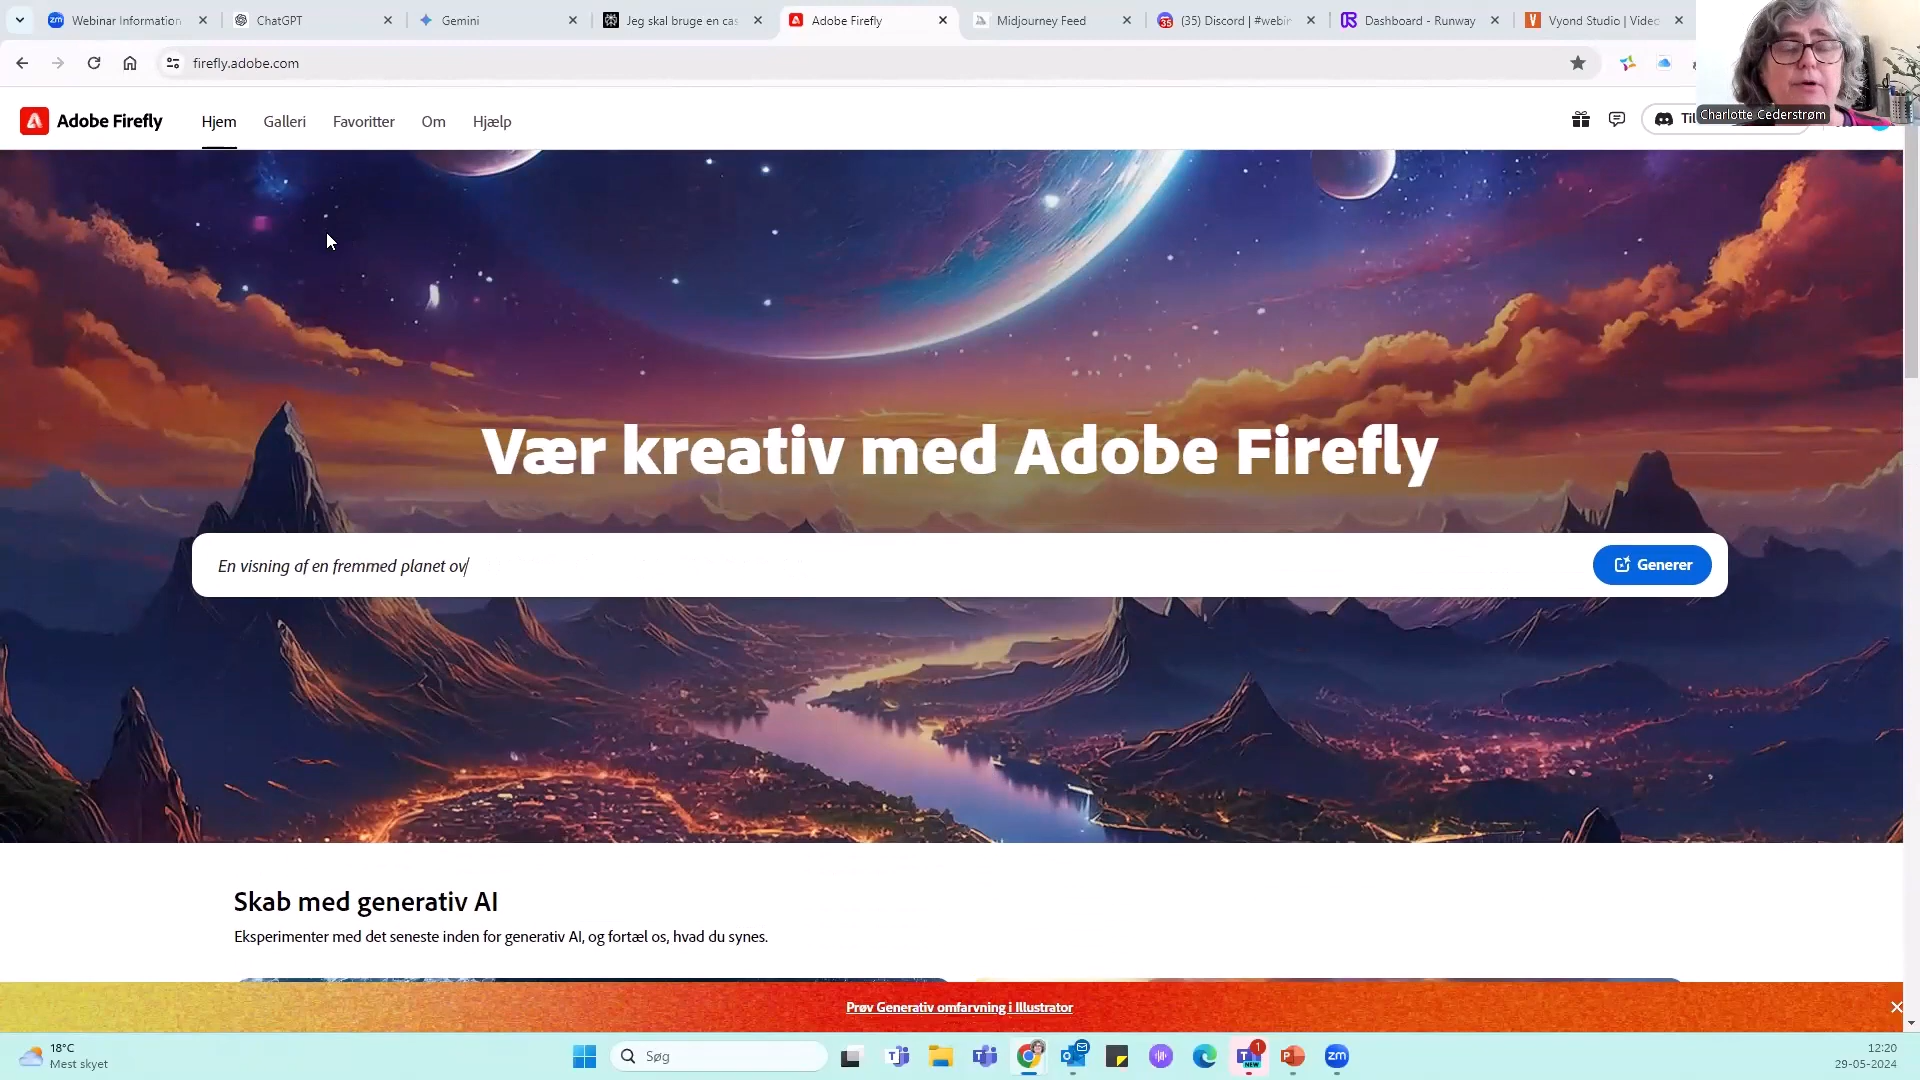 Webinar Information
ChatGPT
Gemini
Jeg skal bruge en cas
Adobe Firefly
Midjourney Feed
(35) Discord | #webin
Dashboard - Runway
Vyond Studio | Video
firefly.adobe.com
Adobe Firefly
Hjem
Galleri
Favoritter
Om
Hjælp
Til
Charlotte Cederstrøm
Vær kreativ med Adobe Firefly
En visning af en fremmed planet ov
Generer
Skab med generativ AI
Eksperimenter med det seneste inden for generativ AI, og fortæl os, hvad du synes.
Prøv Generativ omfarvning i Illustrator
18°C
Mest skyet
Søg
12:20
29-05-2024